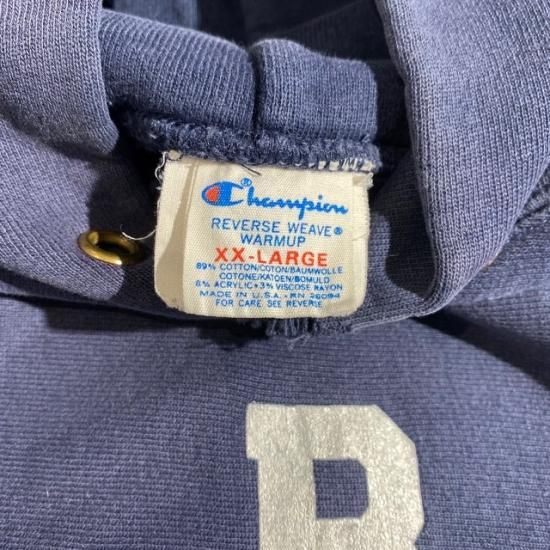 Champion®
REVERSE WEAVE®
WARMUP
XX-LARGE
89% COTTON/COTON/BAUMWOLLE
COTONE/KATOEN/BOMULD
8% ACRYLIC • 3% VISCOSE RAYON
MADE IN U.S.A. • RN 26094
FOR CARE SEE REVERSE
B